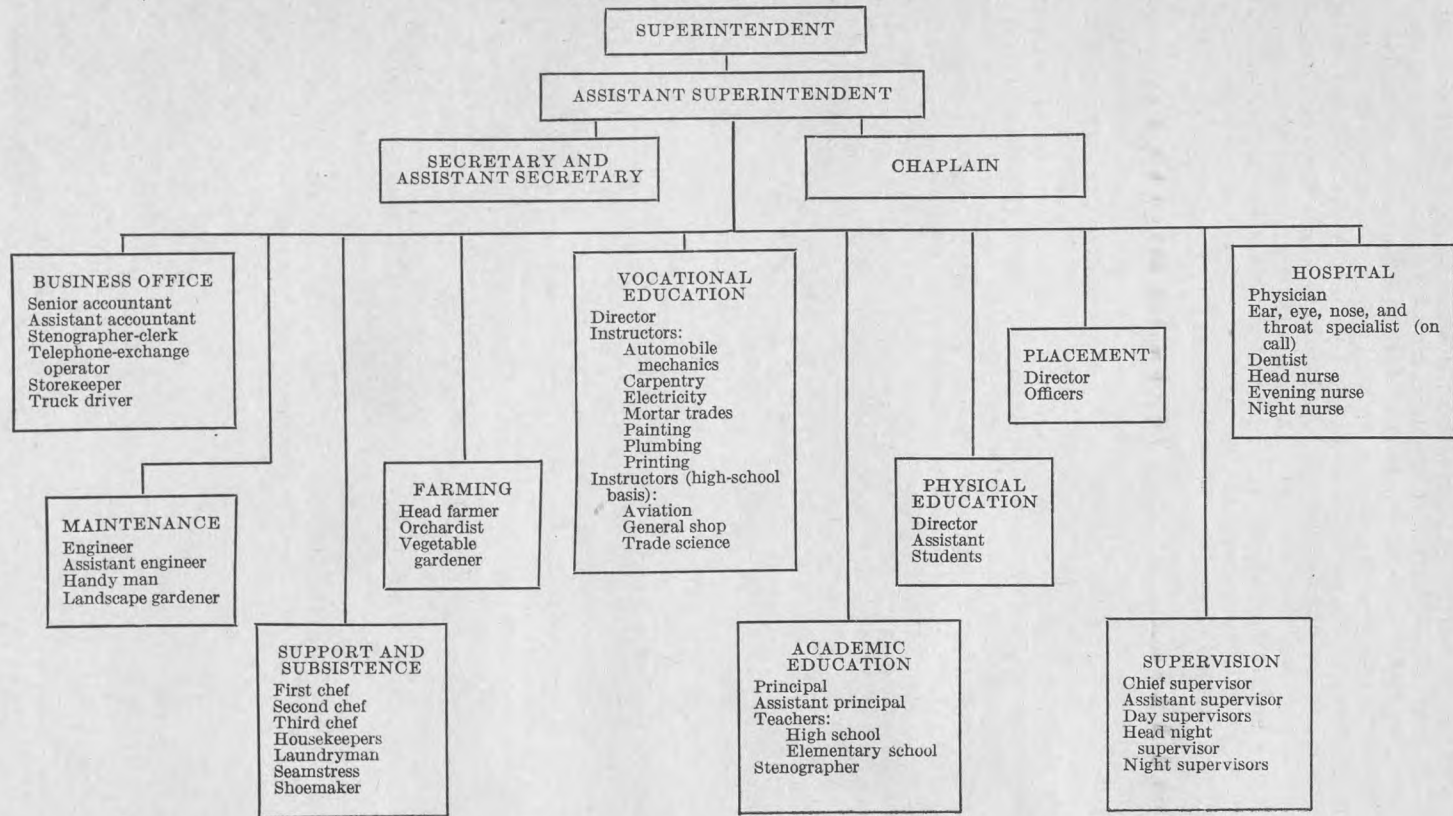 SUPERINTENDENT
ASSISTANT SUPERINTENDENT
SECRETARY AND
ASSISTANT SECRETARY
CHAPLAIN
BUSINESS OFFICE
Senior accountant
Assistant accountant
Stenographer-clerk
Telephone-exchange
operator
Storekeeper
Truck driver
MAINTENANCE
Engineer
Assistant engineer
Handy man
Landscape gardener
SUPPORT AND
SUBSISTENCE
First chef
Second chef
Third chef
Housekeepers
Laundryman
Seamstress
Shoemaker
FARMING
Head farmer
Orchardist
Vegetable
gardener
VOCATIONAL
EDUCATION
Director
Instructors:
Automobile
mechanics
Carpentry
Electricity
Mortar trades
Painting
Plumbing
Printing
Instructors (high-school
basis):
Aviation
General shop
Trade science
ACADEMIC
EDUCATION
Principal
Assistant principal
Teachers:
High school
Elementary school
Stenographer
PHYSICAL
EDUCATION
Director
Assistant
Students
PLACEMENT
Director
Officers
SUPERVISION
Chief supervisor
Assistant supervisor
Day supervisors
Head night
supervisor
Night supervisors
HOSPITAL
Physician
Ear, eye, nose, and
throat specialist (on
call)
Dentist
Head nurse
Evening nurse
Night nurse